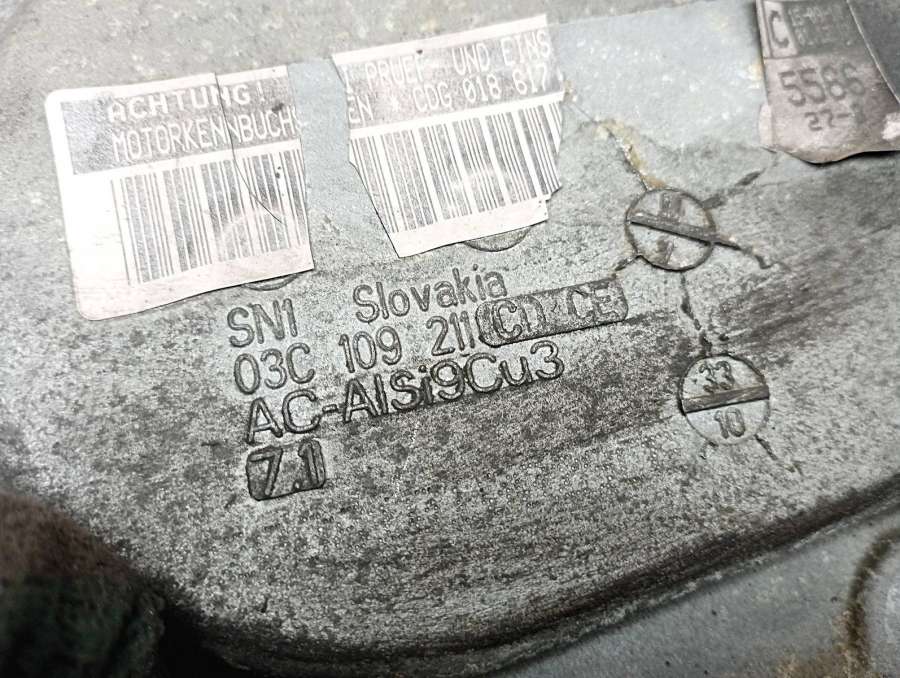 ACHTUNG!
MOTORKENNBUCHS
PRUEF- UND EINS
EN CDG 018 617
C
5586
27-
SN1 Slovakia
03C 109 211 CD CE
AC-AlSi9Cu3
7.1
33
10